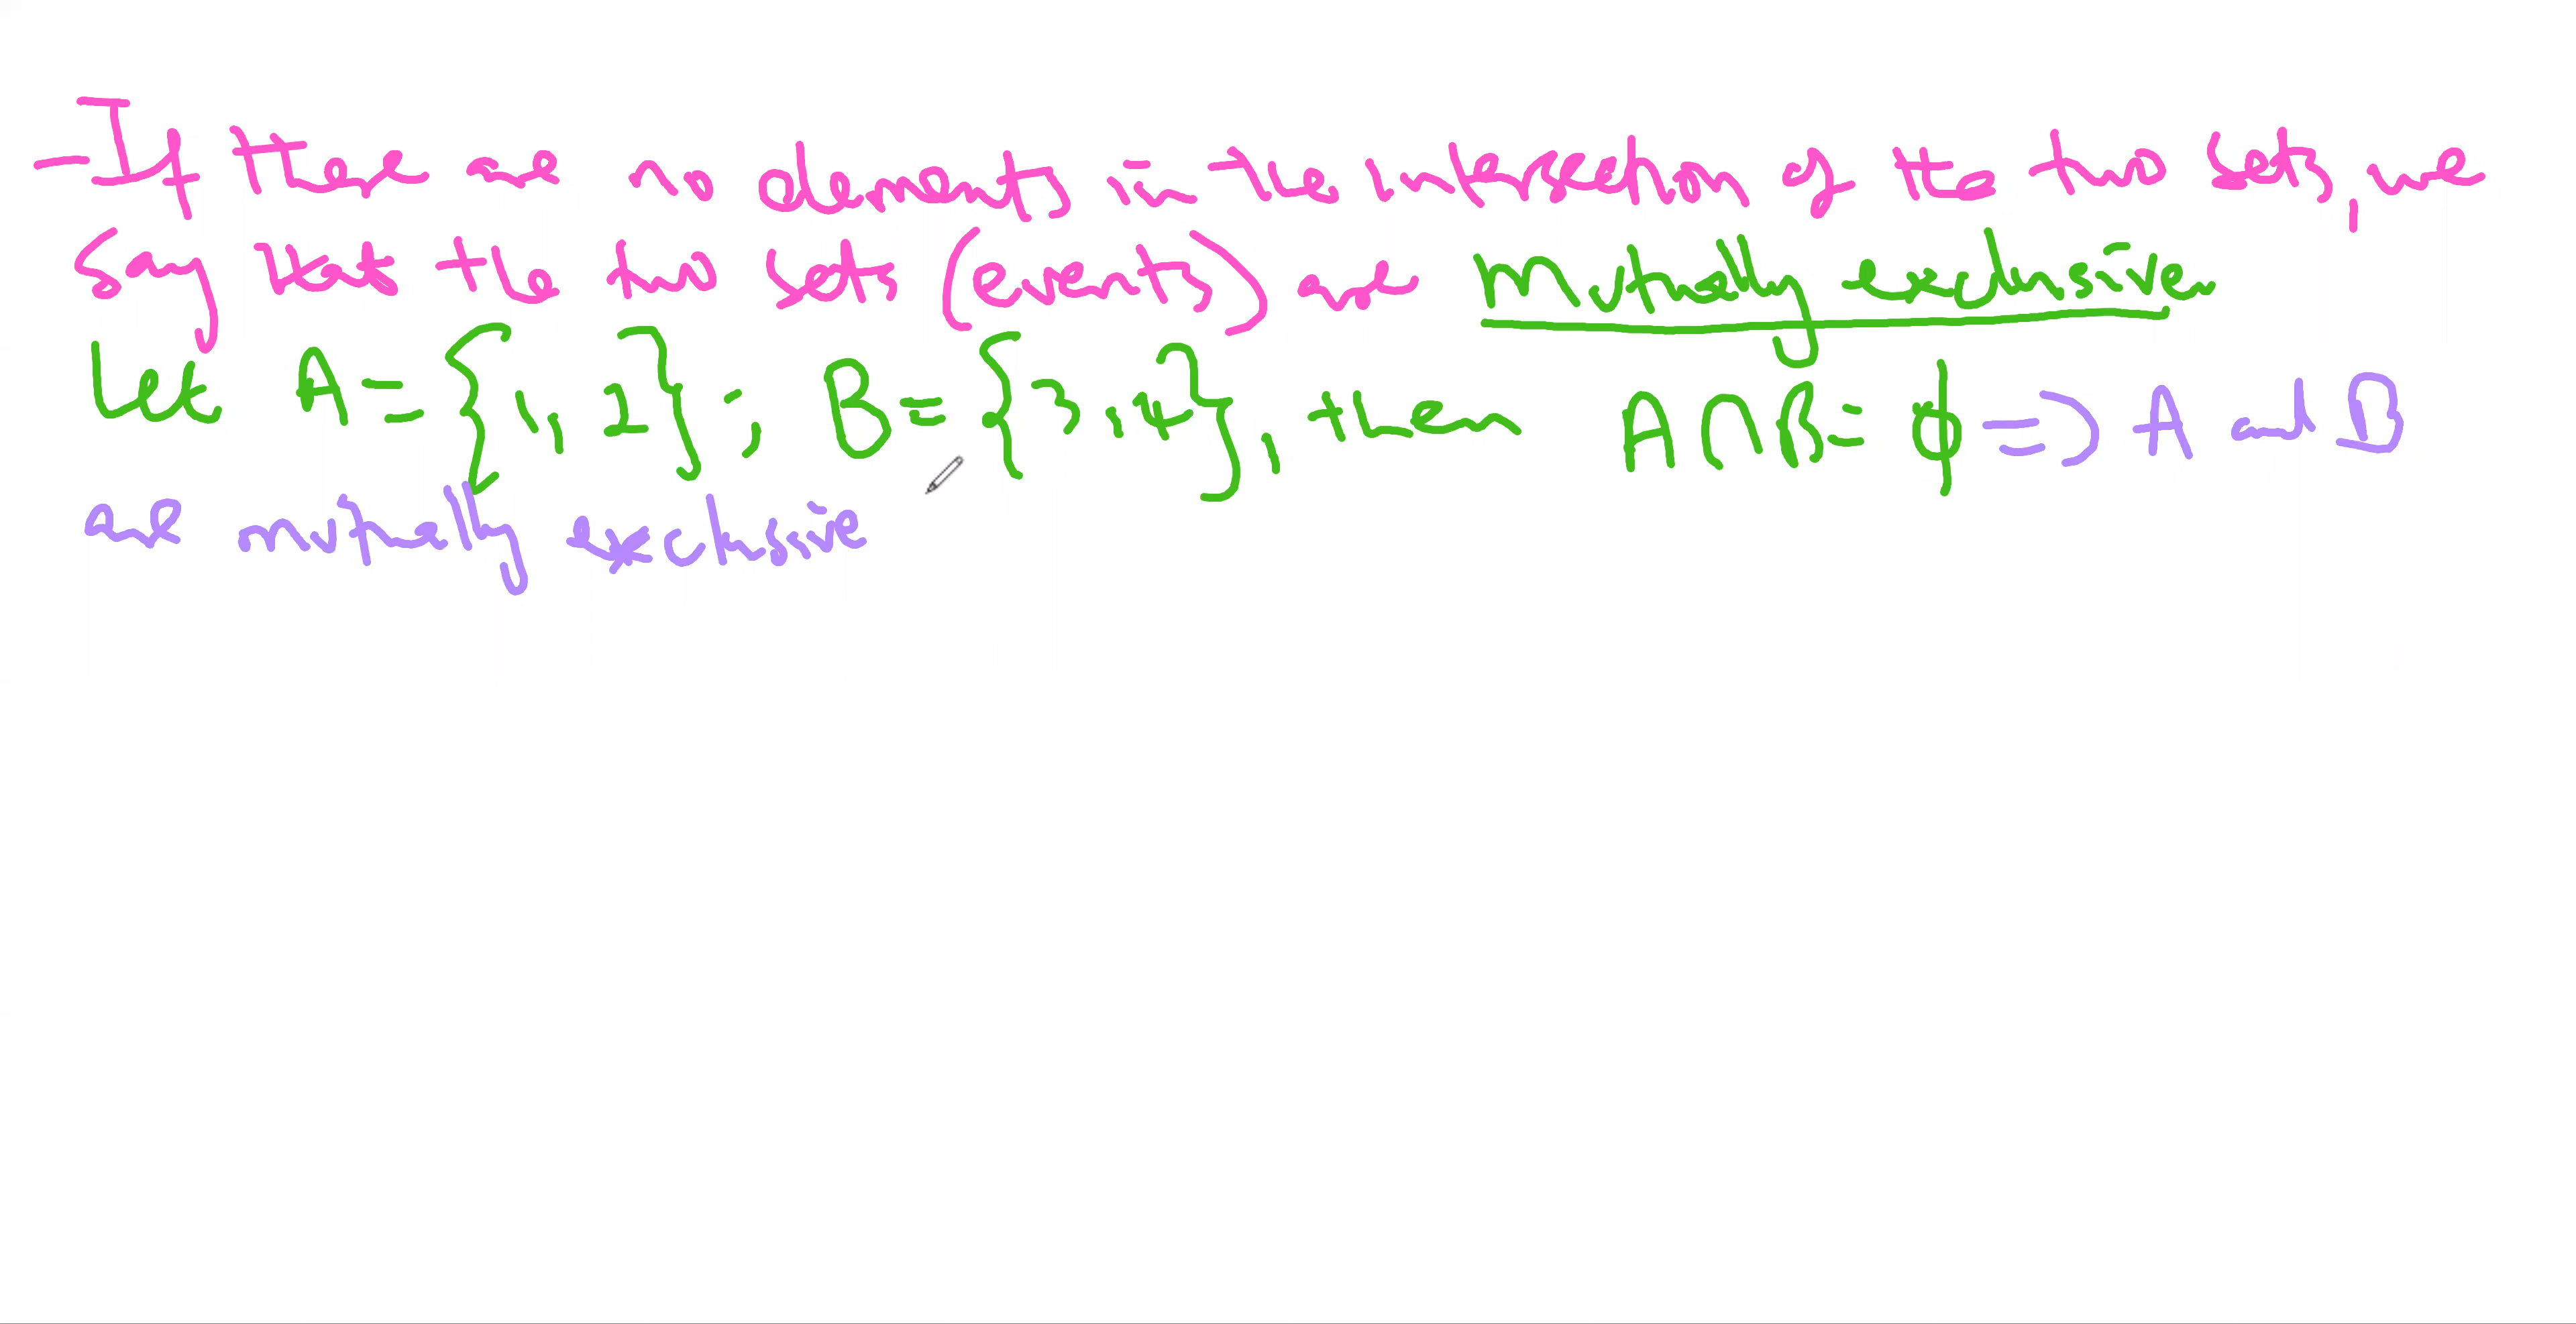 - If there are no elements in the intersection of the two sets, we
say that the two sets (events) are mutually exclusive
Let A = {1, 2}; B = {3, 4}, then A ∩ B = ϕ => A and B
are mutually exclusive